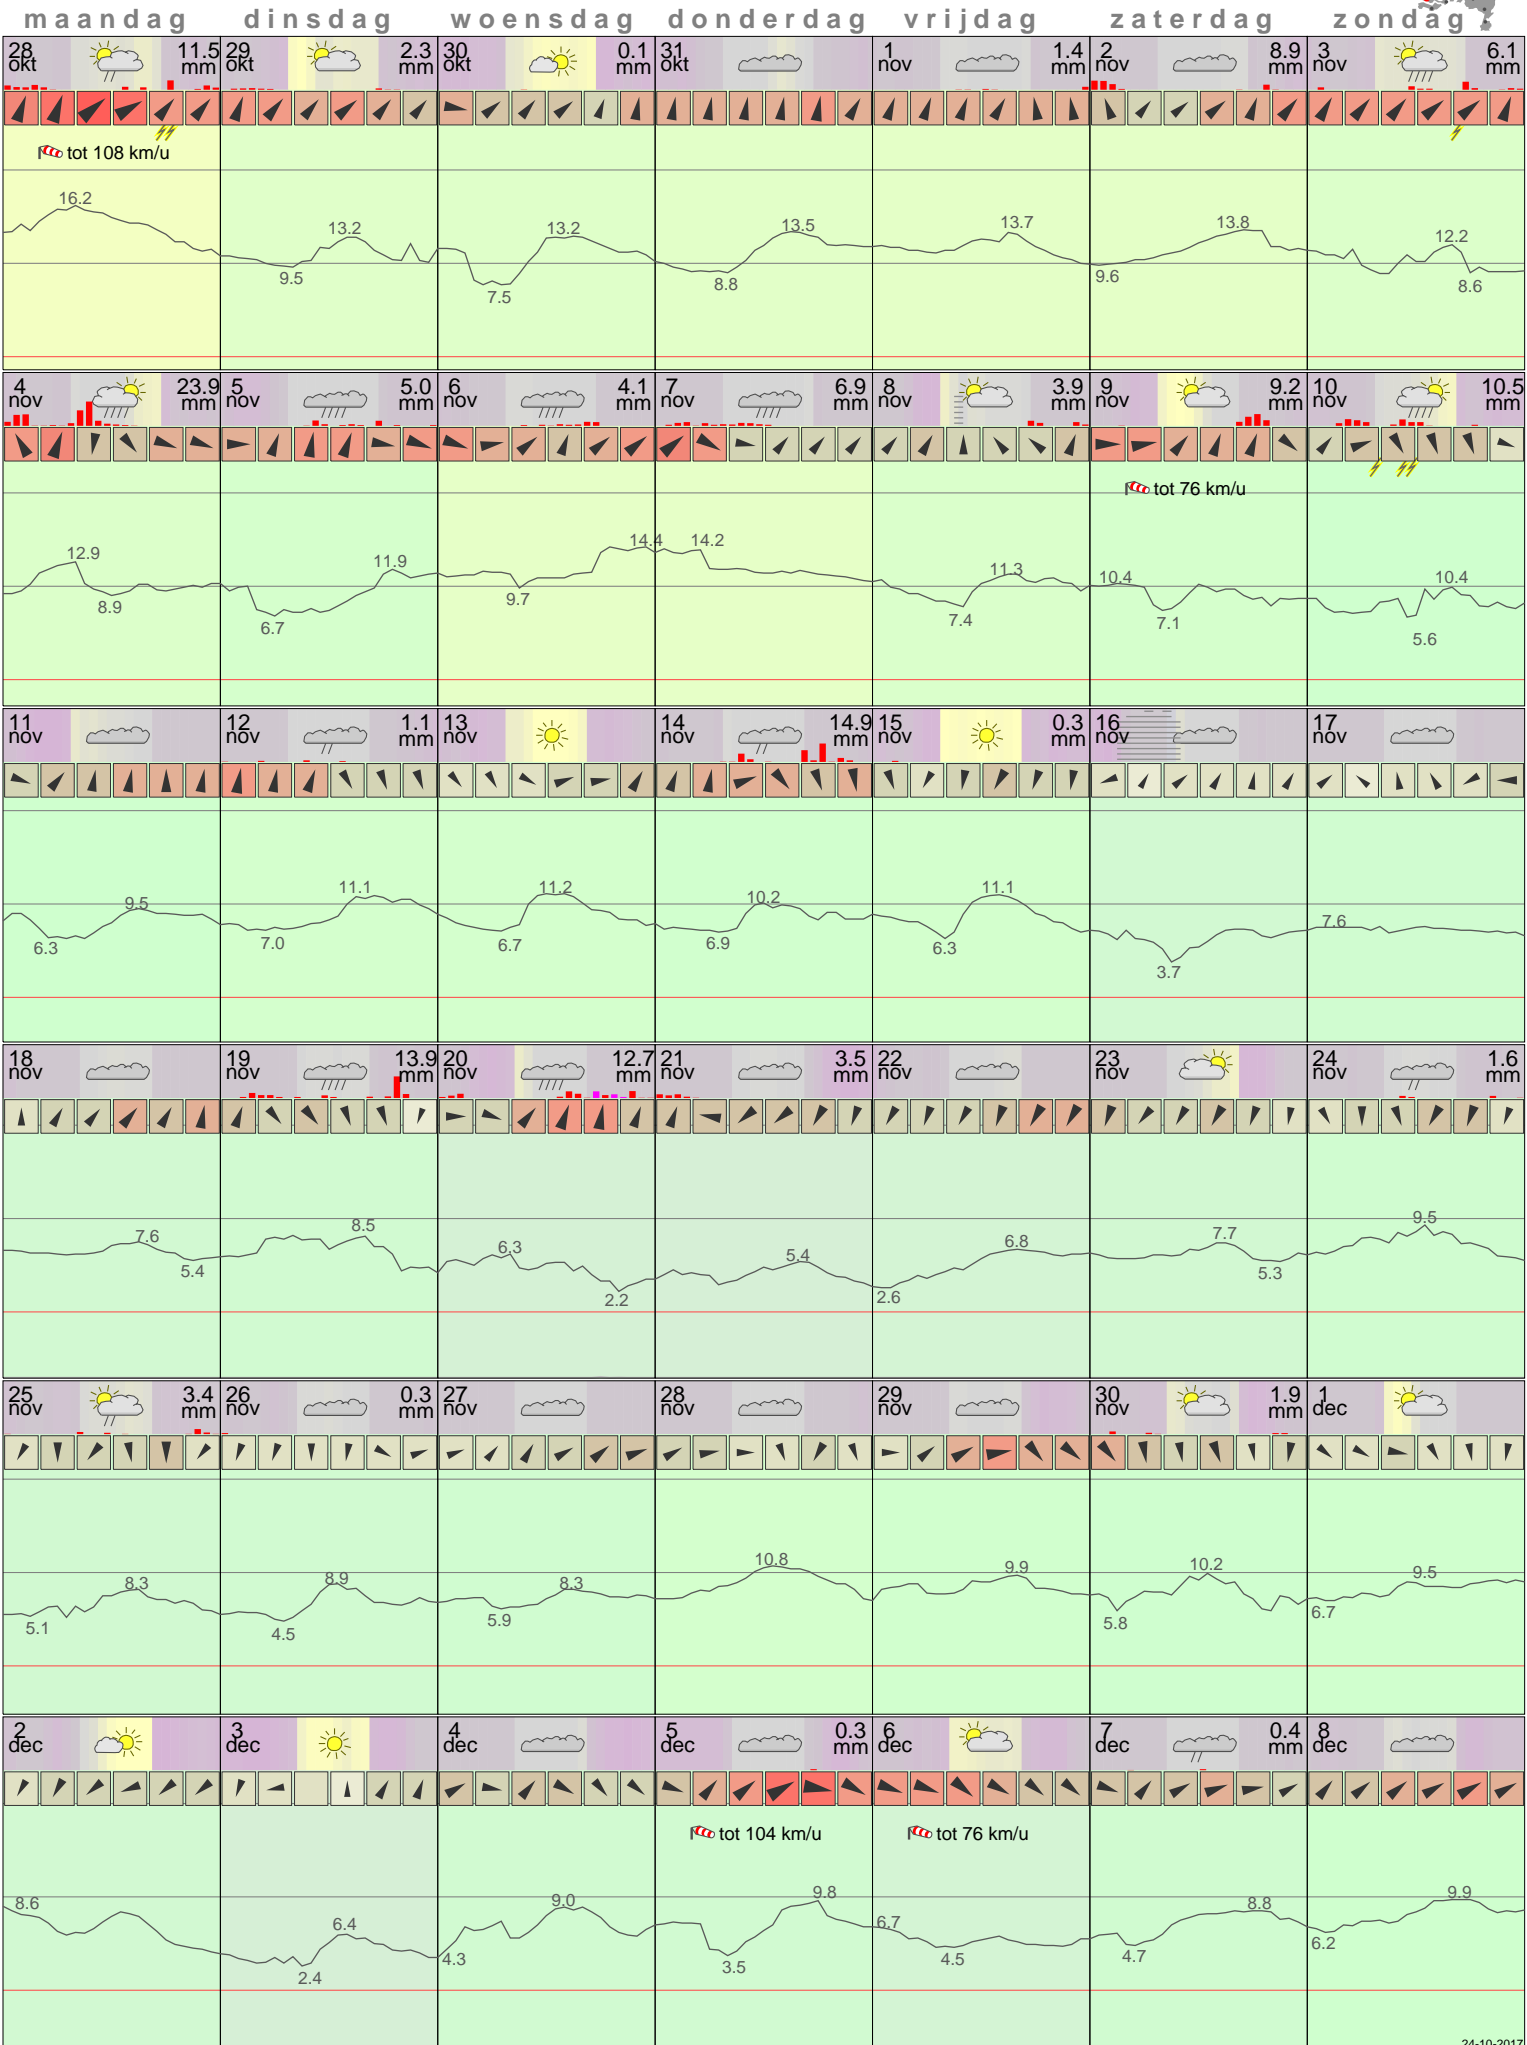 maandag dinsdag woensdag donderdag vrijdag zaterdag zondag
28 okt 11.5 mm
29 okt 2.3 mm
30 okt 0.1 mm
31 okt
1 nov 1.4 mm
2 nov 8.9 mm
3 nov 6.1 mm
tot 108 km/u
16.2
9.5 13.2
7.5 13.2
8.8 13.5
13.7
9.6 13.8
12.2 8.6
4 nov 23.9 mm
5 nov 5.0 mm
6 nov 4.1 mm
7 nov 6.9 mm
8 nov 3.9 mm
9 nov 9.2 mm
10 nov 10.5 mm
tot 76 km/u
12.9 8.9
6.7 11.9
9.7 14.4
14.2
7.4 11.3
10.4 7.1
5.6 10.4
11 nov
12 nov 1.1 mm
13 nov
14 nov 14.9 mm
15 nov 0.3 mm
16 nov
17 nov
6.3 9.5
7.0 11.1
6.7 11.2
6.9 10.2
6.3 11.1
3.7
7.6
18 nov
19 nov 13.9 mm
20 nov 12.7 mm
21 nov 3.5 mm
22 nov
23 nov
24 nov 1.6 mm
7.6 5.4
8.5
6.3 2.2
5.4
2.6 6.8
7.7 5.3
9.5
25 nov 3.4 mm
26 nov 0.3 mm
27 nov
28 nov
29 nov
30 nov 1.9 mm
1 dec
5.1 8.3
4.5 8.9
5.9 8.3
10.8
9.9
5.8 10.2
6.7 9.5
2 dec
3 dec
4 dec
5 dec 0.3 mm
6 dec
7 dec 0.4 mm
8 dec
tot 104 km/u
tot 76 km/u
8.6
2.4 6.4
4.3 9.0
3.5 9.8
6.7 4.5
4.7 8.8
6.2 9.9
24-10-2017